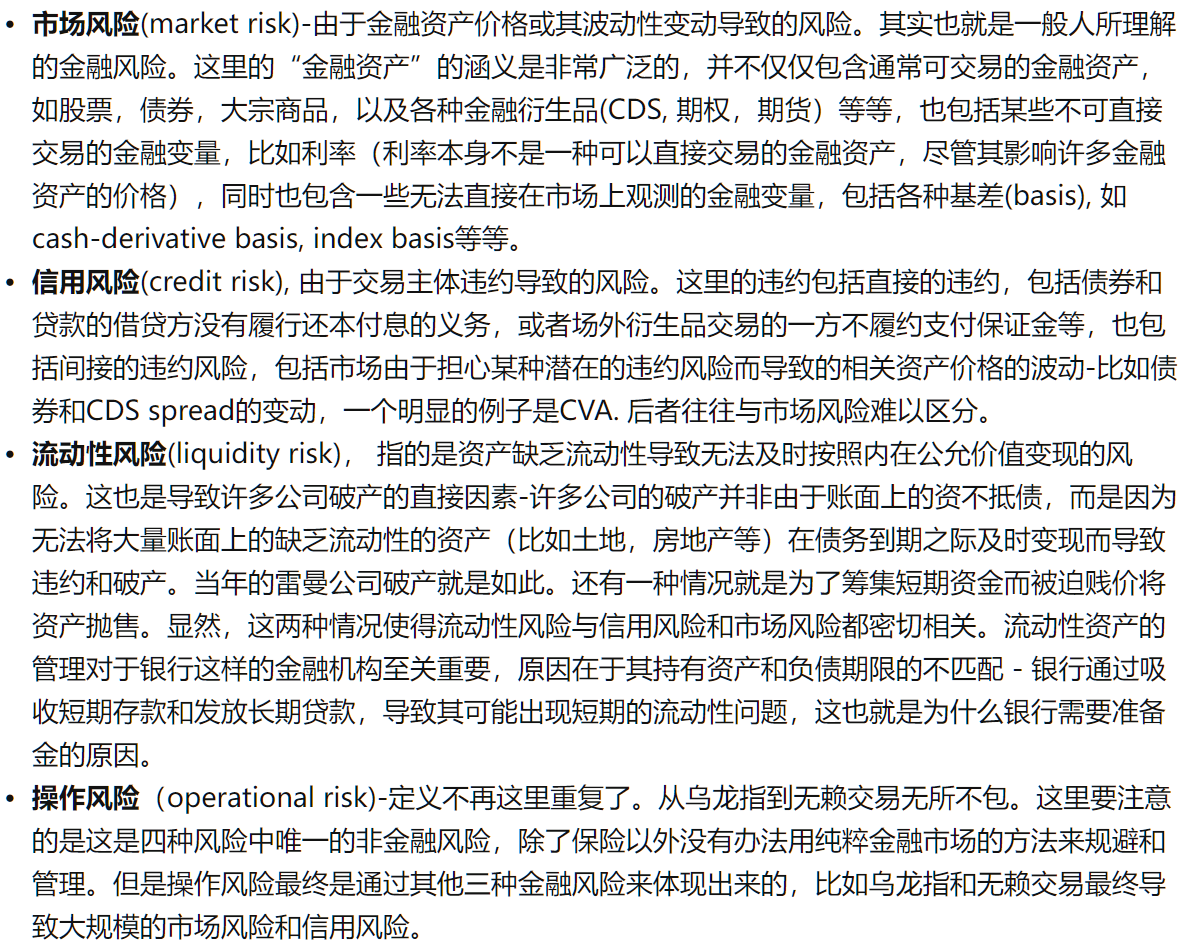 • 市场风险(market risk)-由于金融资产价格或其波动性变动导致的风险。其实也就是一般人所理解
的金融风险。这里的“金融资产”的涵义是非常广泛的，并不仅仅包含通常可交易的金融资产，
如股票，债券，大宗商品，以及各种金融衍生品(CDS, 期权，期货）等等，也包括某些不可直接
交易的金融变量，比如利率（利率本身不是一种可以直接交易的金融资产，尽管其影响许多金融
资产的价格），同时也包含一些无法直接在市场上观测的金融变量，包括各种基差(basis), 如
cash-derivative basis, index basis等等。
• 信用风险(credit risk), 由于交易主体违约导致的风险。这里的违约包括直接的违约，包括债券和
贷款的借贷方没有履行还本付息的义务，或者场外衍生品交易的一方不履约支付保证金等，也包
括间接的违约风险，包括市场由于担心某种潜在的违约风险而导致的相关资产价格的波动-比如债
券和CDS spread的变动，一个明显的例子是CVA. 后者往往与市场风险难以区分。
• 流动性风险(liquidity risk)， 指的是资产缺乏流动性导致无法及时按照内在公允价值变现的风
险。这也是导致许多公司破产的直接因素-许多公司的破产并非由于账面上的资不抵债，而是因为
无法将大量账面上的缺乏流动性的资产（比如土地，房地产等）在债务到期之际及时变现而导致
违约和破产。当年的雷曼公司破产就是如此。还有一种情况就是为了筹集短期资金而被迫贱价将
资产抛售。显然，这两种情况使得流动性风险与信用风险和市场风险都密切相关。流动性资产的
管理对于银行这样的金融机构至关重要，原因在于其持有资产和负债期限的不匹配 - 银行通过吸
收短期存款和发放长期贷款，导致其可能出现短期的流动性问题，这也就是为什么银行需要准备
金的原因。
• 操作风险（operational risk)-定义不再这里重复了。从乌龙指到无赖交易无所不包。这里要注意
的是这是四种风险中唯一的非金融风险，除了保险以外没有办法用纯粹金融市场的方法来规避和
管理。但是操作风险最终是通过其他三种金融风险来体现出来的，比如乌龙指和无赖交易最终导
致大规模的市场风险和信用风险。